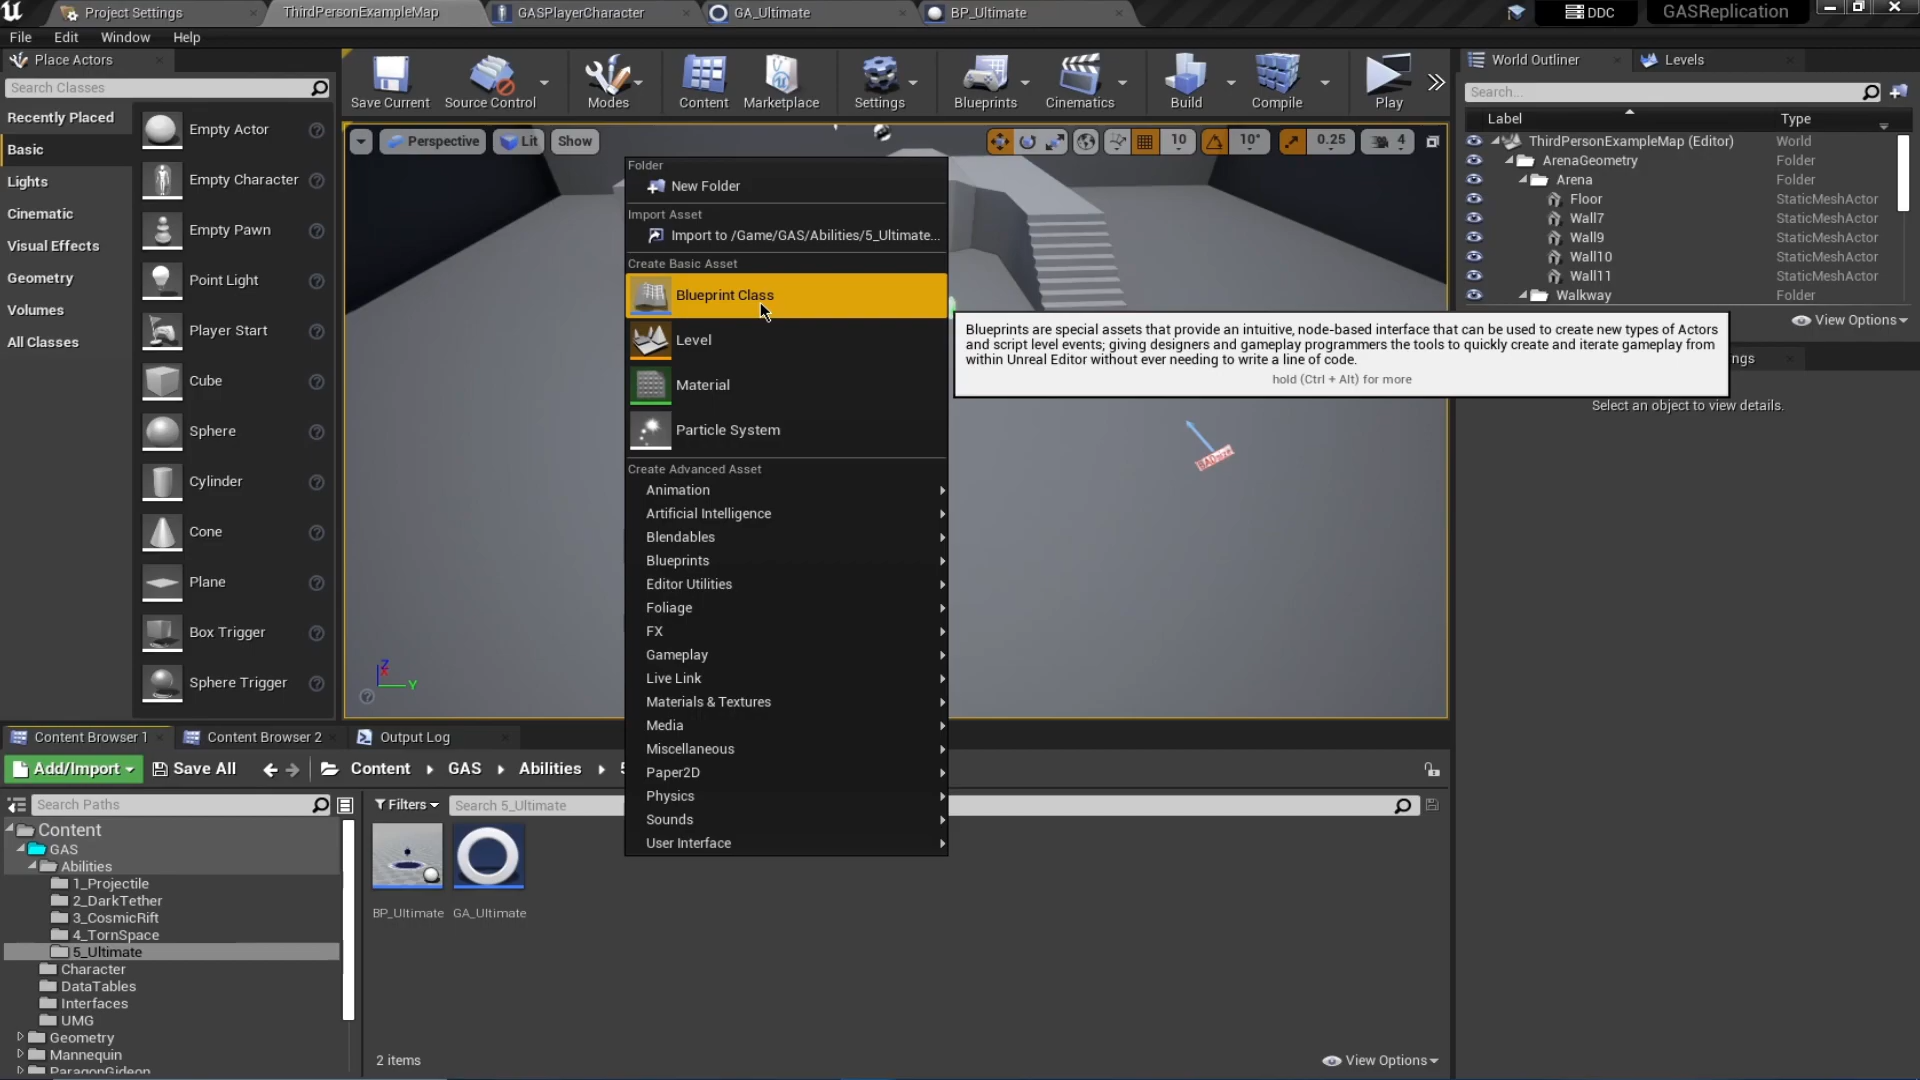 Project Settings
ThirdPersonExampleMap
GASPlayerCharacter
GA_Ultimate
BP_Ultimate
DDC
GASReplication
File
Edit
Window
Help
Place Actors
Search Classes
Recently Placed
Basic
Lights
Cinematic
Visual Effects
Geometry
Volumes
All Classes
Empty Actor
Empty Character
Empty Pawn
Point Light
Player Start
Cube
Sphere
Cylinder
Cone
Plane
Box Trigger
Sphere Trigger
Save Current
Source Control
Modes
Content
Marketplace
Settings
Blueprints
Cinematics
Build
Compile
Play
Perspective
Lit
Show
10
10°
0.25
4
Folder
New Folder
Import Asset
Import to /Game/GAS/Abilities/5_Ultimate...
Create Basic Asset
Blueprint Class
Level
Material
Particle System
Create Advanced Asset
Animation
Artificial Intelligence
Blendables
Blueprints
Editor Utilities
Foliage
FX
Gameplay
Live Link
Materials & Textures
Media
Miscellaneous
Paper2D
Physics
Sounds
User Interface
Blueprints are special assets that provide an intuitive, node-based interface that can be used to create new types of Actors
and script level events; giving designers and gameplay programmers the tools to quickly create and iterate gameplay from
within Unreal Editor without ever needing to write a line of code.
hold (Ctrl + Alt) for more
Z
Y
World Outliner
Levels
Search...
Label
Type
ThirdPersonExampleMap (Editor)
World
ArenaGeometry
Folder
Arena
Folder
Floor
StaticMeshActor
Wall7
StaticMeshActor
Wall9
StaticMeshActor
Wall10
StaticMeshActor
Wall11
StaticMeshActor
Walkway
Folder
View Options
ngs
Select an object to view details.
Content Browser 1
Content Browser 2
Output Log
Add/Import
Save All
Content
GAS
Abilities
Search Paths
Filters
Search 5_Ultimate
Content
GAS
Abilities
1_Projectile
2_DarkTether
3_CosmicRift
4_TornSpace
5_Ultimate
Character
DataTables
Interfaces
UMG
Geometry
Mannequin
ParagonGideon
BP_Ultimate
GA_Ultimate
2 items
View Options